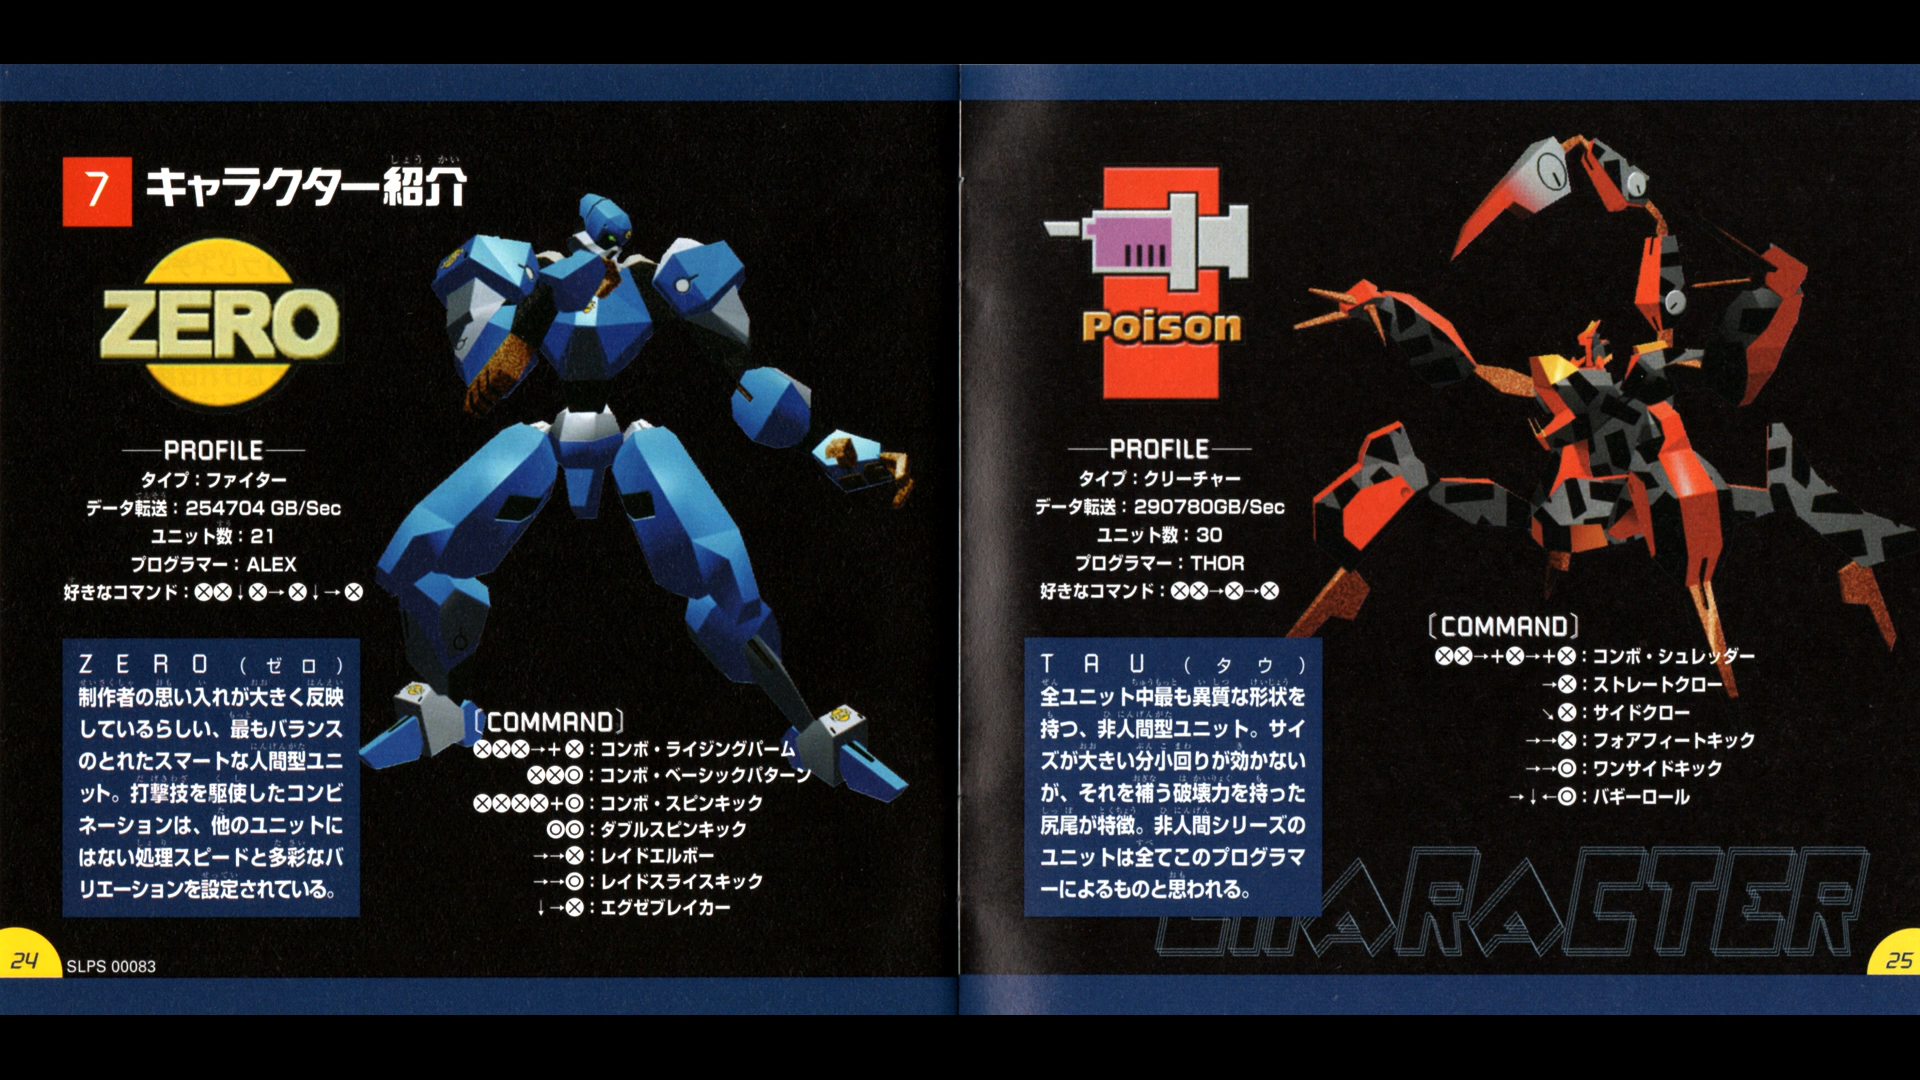 7 キャラクター紹介
ZERO
PROFILE
タイプ：ファイター
データ転送：254704 GB/Sec
ユニット数：21
プログラマー：ALEX
好きなコマンド：ⓧⓧ↓ⓧ→ⓧ↓→ⓧ
ZERO（ゼロ）
制作者の思い入れが大きく反映
しているらしい、最もバランス
のとれたスマートな人間型ユニ
ット。打撃技を駆使したコンビ
ネーションは、他のユニットに
はない処理スピードと多彩なバ
リエーションを設定されている。
［COMMAND］
ⓧⓧⓧ→＋ⓧ：コンボ・ライジングパーム
ⓧⓧ◎：コンボ・ベーシックパターン
ⓧⓧⓧⓧ＋◎：コンボ・スピンキック
◎◎：ダブルスピンキック
→→ⓧ：レイドエルボー
→→◎：レイドスライスキック
↓→ⓧ：エグゼブレイカー
24
SLPS 00083
Poison
PROFILE
タイプ：クリーチャー
データ転送：290780GB/Sec
ユニット数：30
プログラマー：THOR
好きなコマンド：ⓧⓧ→ⓧ→ⓧ
TAU（タウ）
全ユニット中最も異質な形状を
持つ、非人間型ユニット。サイ
ズが大きい分小回りが効かない
が、それを補う破壊力を持った
尻尾が特徴。非人間シリーズの
ユニットは全てこのプログラマ
ーによるものと思われる。
［COMMAND］
ⓧⓧ→＋ⓧ→＋ⓧ：コンボ・シュレッダー
→ⓧ：ストレートクロー
↘ⓧ：サイドクロー
→→ⓧ：フォアフィートキック
→→◎：ワンサイドキック
→↓←◎：バギーロール
CHARACTER
25